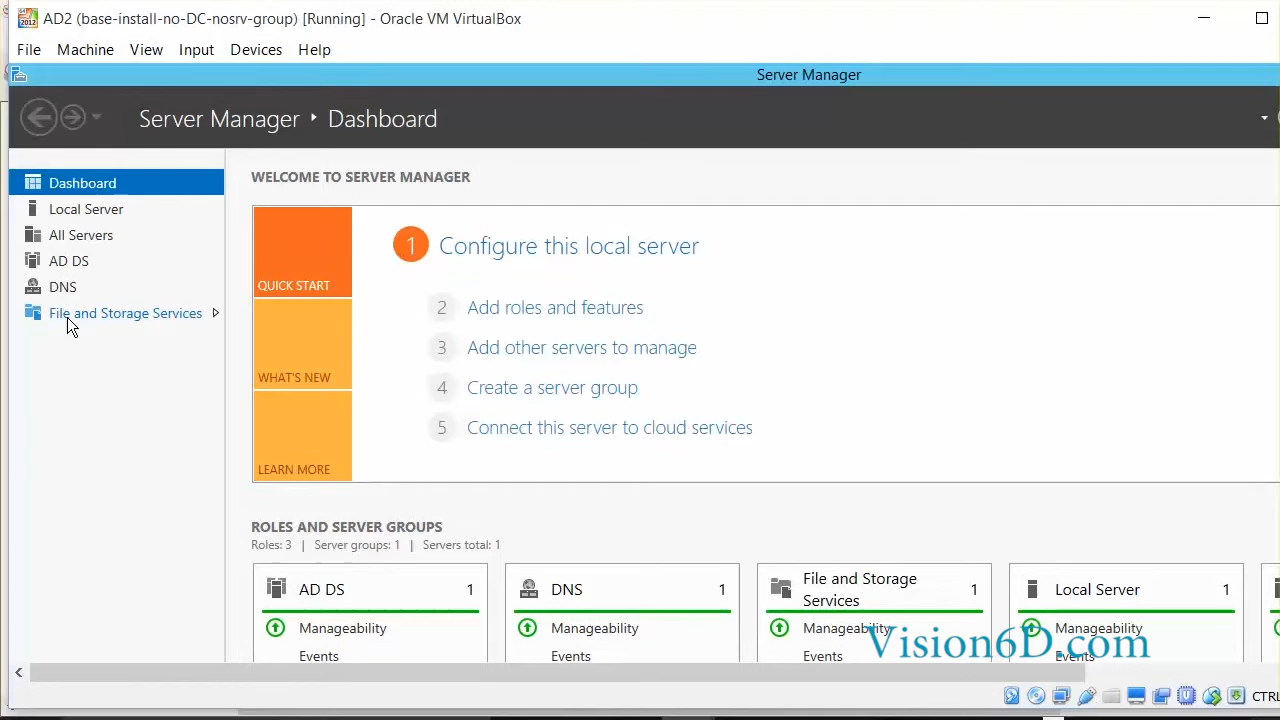 AD2 (base-install-no-DC-nosrv-group) [Running] - Oracle VM VirtualBox
File Machine View Input Devices Help
Server Manager
Server Manager Dashboard
Dashboard
Local Server
All Servers
AD DS
DNS
File and Storage Services
WELCOME TO SERVER MANAGER
QUICK START
WHAT'S NEW
LEARN MORE
1 Configure this local server
2 Add roles and features
3 Add other servers to manage
4 Create a server group
5 Connect this server to cloud services
ROLES AND SERVER GROUPS
Roles: 3 | Server groups: 1 | Servers total: 1
AD DS 1
Manageability
Events
DNS 1
Manageability
Events
File and Storage
Services 1
Manageability
Events
Local Server 1
Manageability
Events
Vision6D.com
CTRL